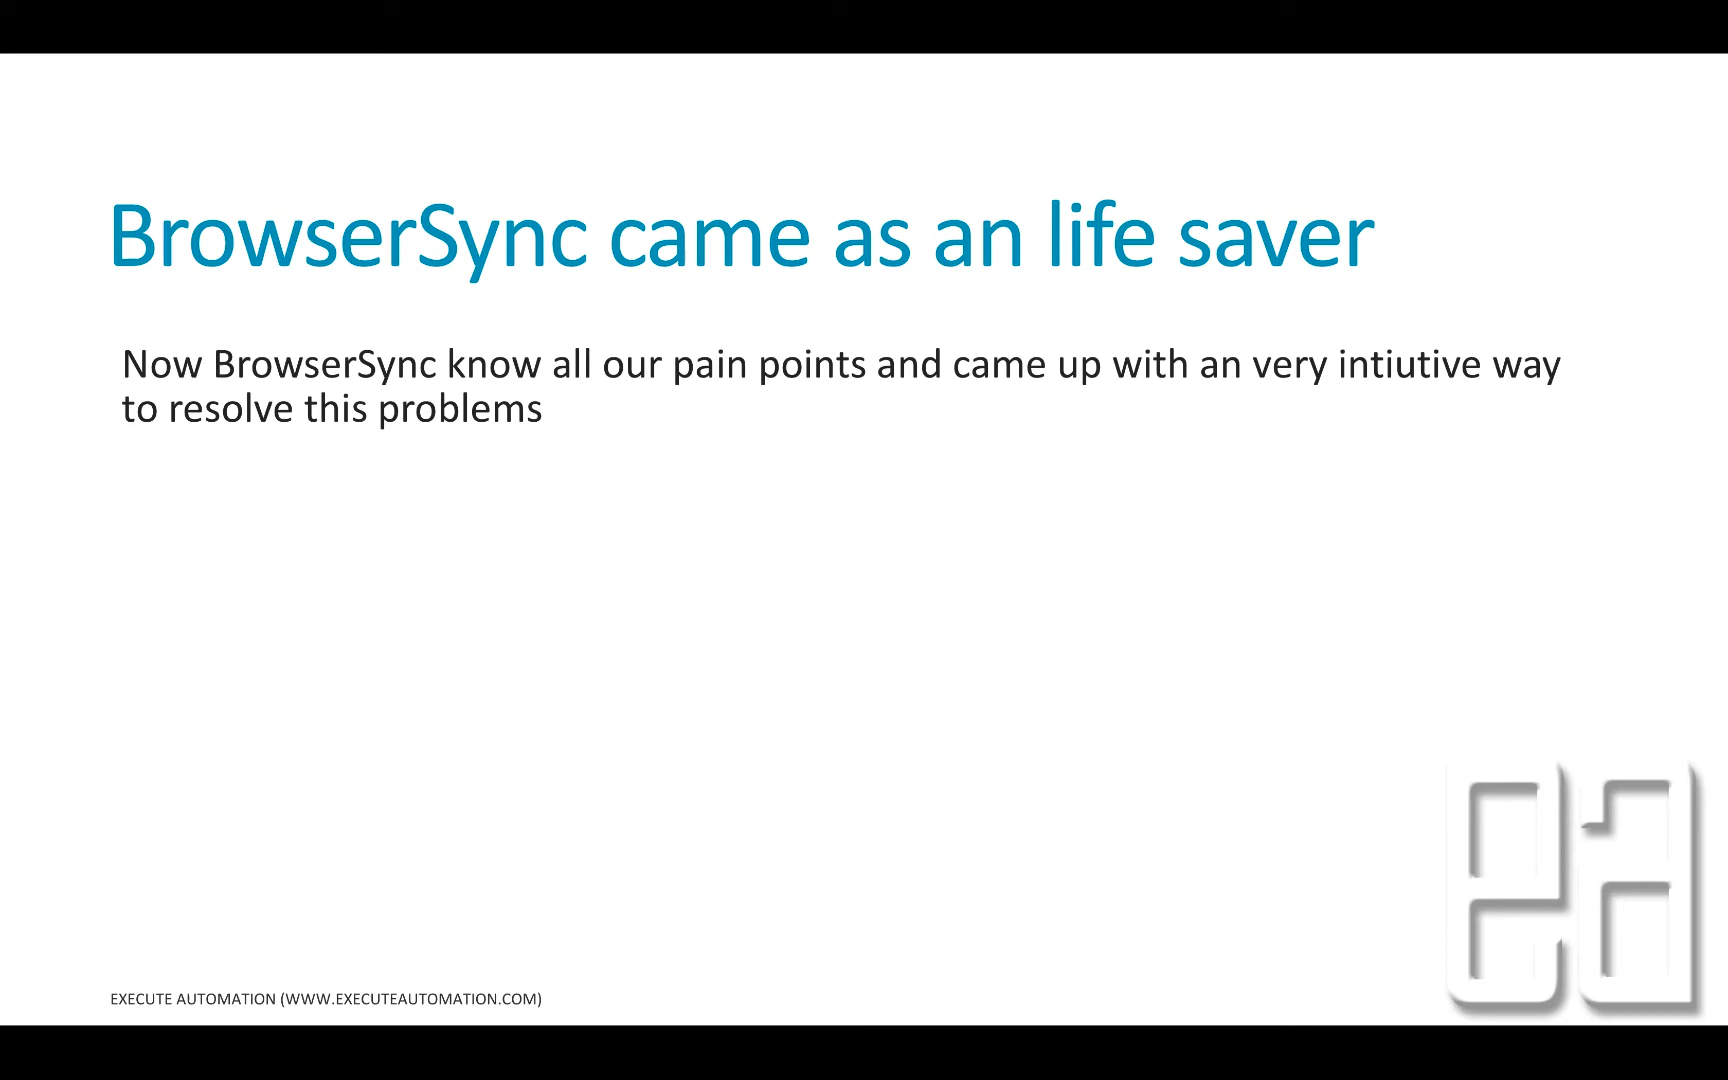 BrowserSync came as an life saver
Now BrowserSync know all our pain points and came up with an very intiutive way
to resolve this problems
ea
EXECUTE AUTOMATION (WWW.EXECUTEAUTOMATION.COM)